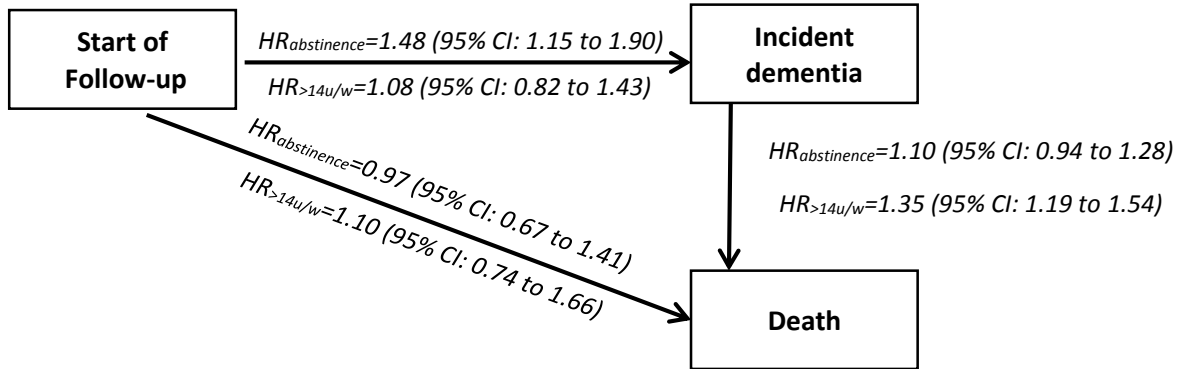 Start of
Follow-up
HRabstinence=1.48 (95% CI: 1.15 to 1.90)
HR>14u/w=1.08 (95% CI: 0.82 to 1.43)
Incident
dementia
HRabstinence=0.97 (95% CI: 0.67 to 1.41)
HR>14u/w=1.10 (95% CI: 0.74 to 1.66)
HRabstinence=1.10 (95% CI: 0.94 to 1.28)
HR>14u/w=1.35 (95% CI: 1.19 to 1.54)
Death